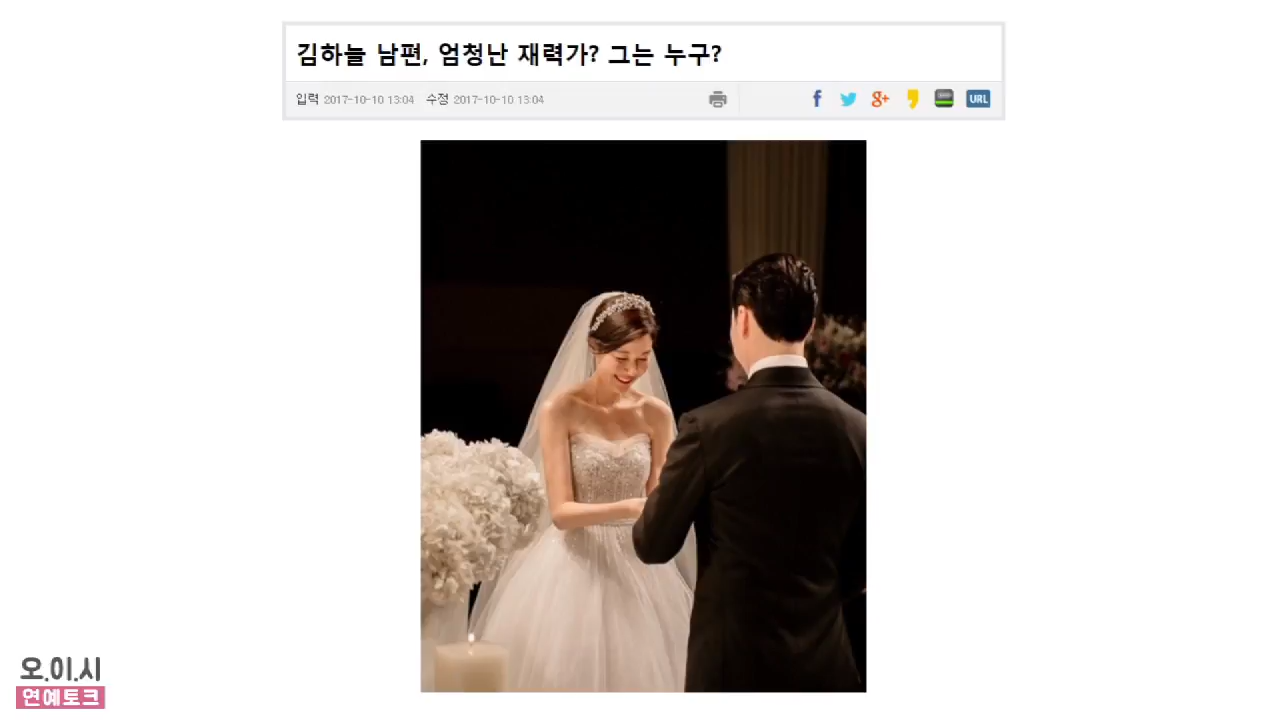 김하늘 남편, 엄청난 재력가? 그는 누구?
입력 2017-10-10 13:04 수정 2017-10-10 13:04
f g+ URL
오.이.시
연예토크